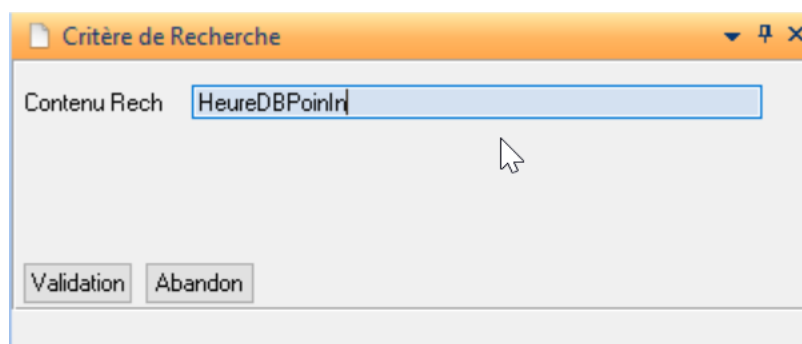 Critère de Recherche
Contenu Rech HeureDBPoinIn
Validation Abandon